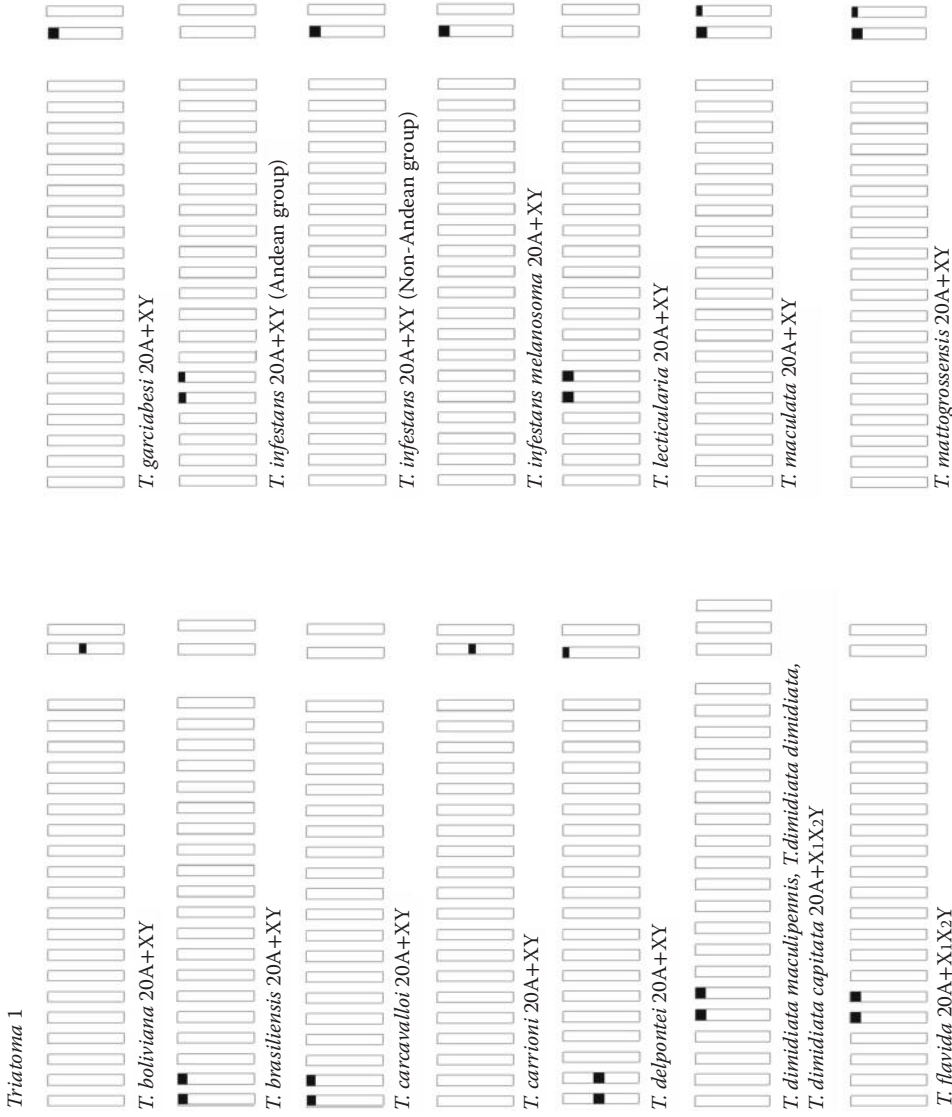 Triatoma 1
T. boliviana 20A+XY
T. brasiliensis 20A+XY
T. carcavalloi 20A+XY
T. carrioni 20A+XY
T. delpontei 20A+XY
T. dimidiata maculipennis, T.dimidiata dimidiata,
T. dimidiata capitata 20A+X1X2Y
T. flavida 20A+X1X2Y
T. garciabesi 20A+XY
T. infestans 20A+XY (Andean group)
T. infestans 20A+XY (Non-Andean group)
T. infestans melanosoma 20A+XY
T. lecticularia 20A+XY
T. maculata 20A+XY
T. mattogrossensis 20A+XY